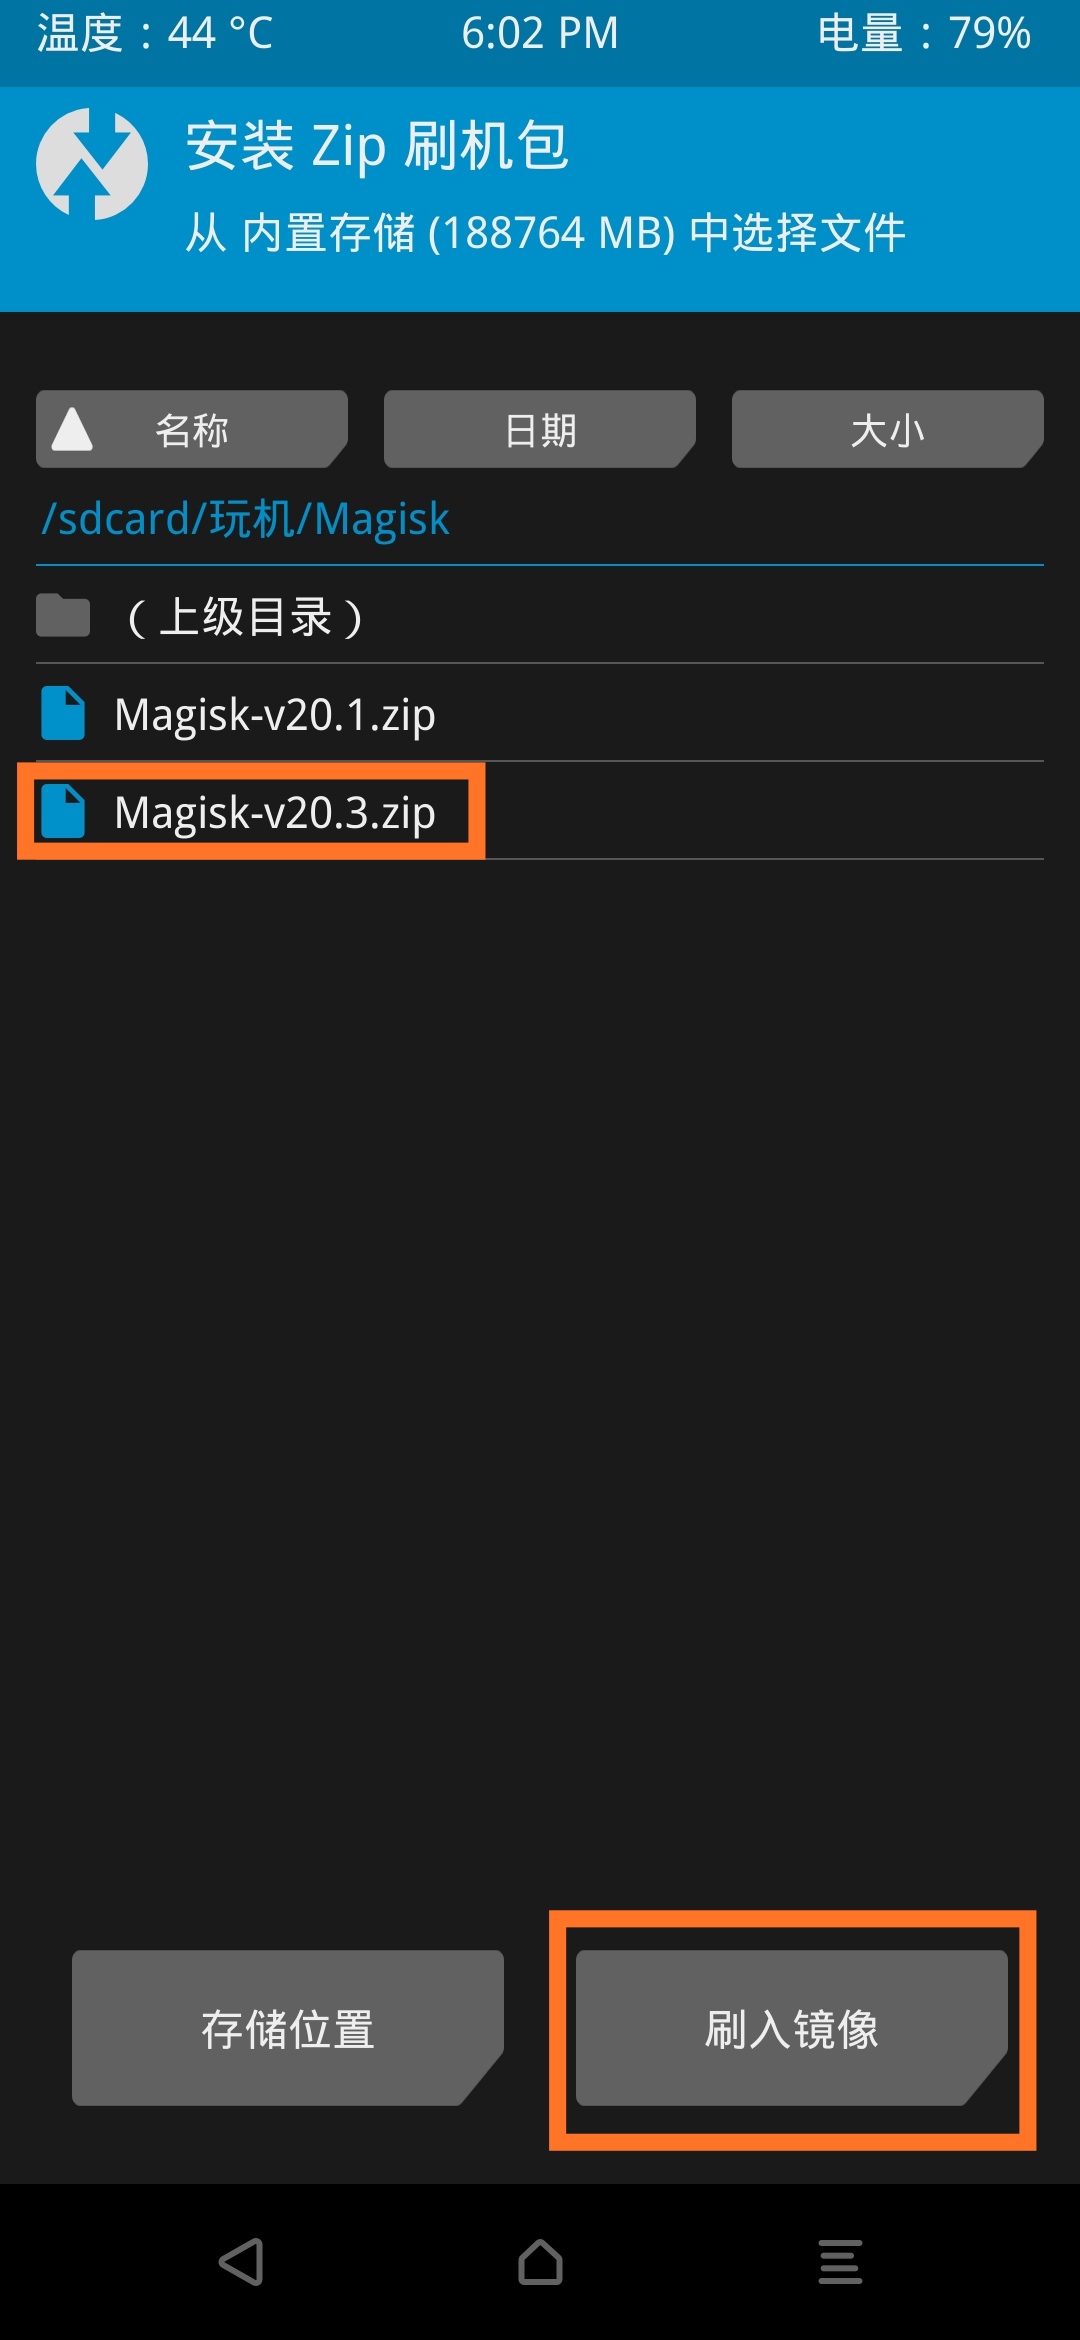 温度：44 °C 6:02 PM 电量：79%
安装 Zip 刷机包
从 内置存储 (188764 MB) 中选择文件
名称 日期 大小
/sdcard/玩机/Magisk
（上级目录）
Magisk-v20.1.zip
Magisk-v20.3.zip
存储位置 刷入镜像